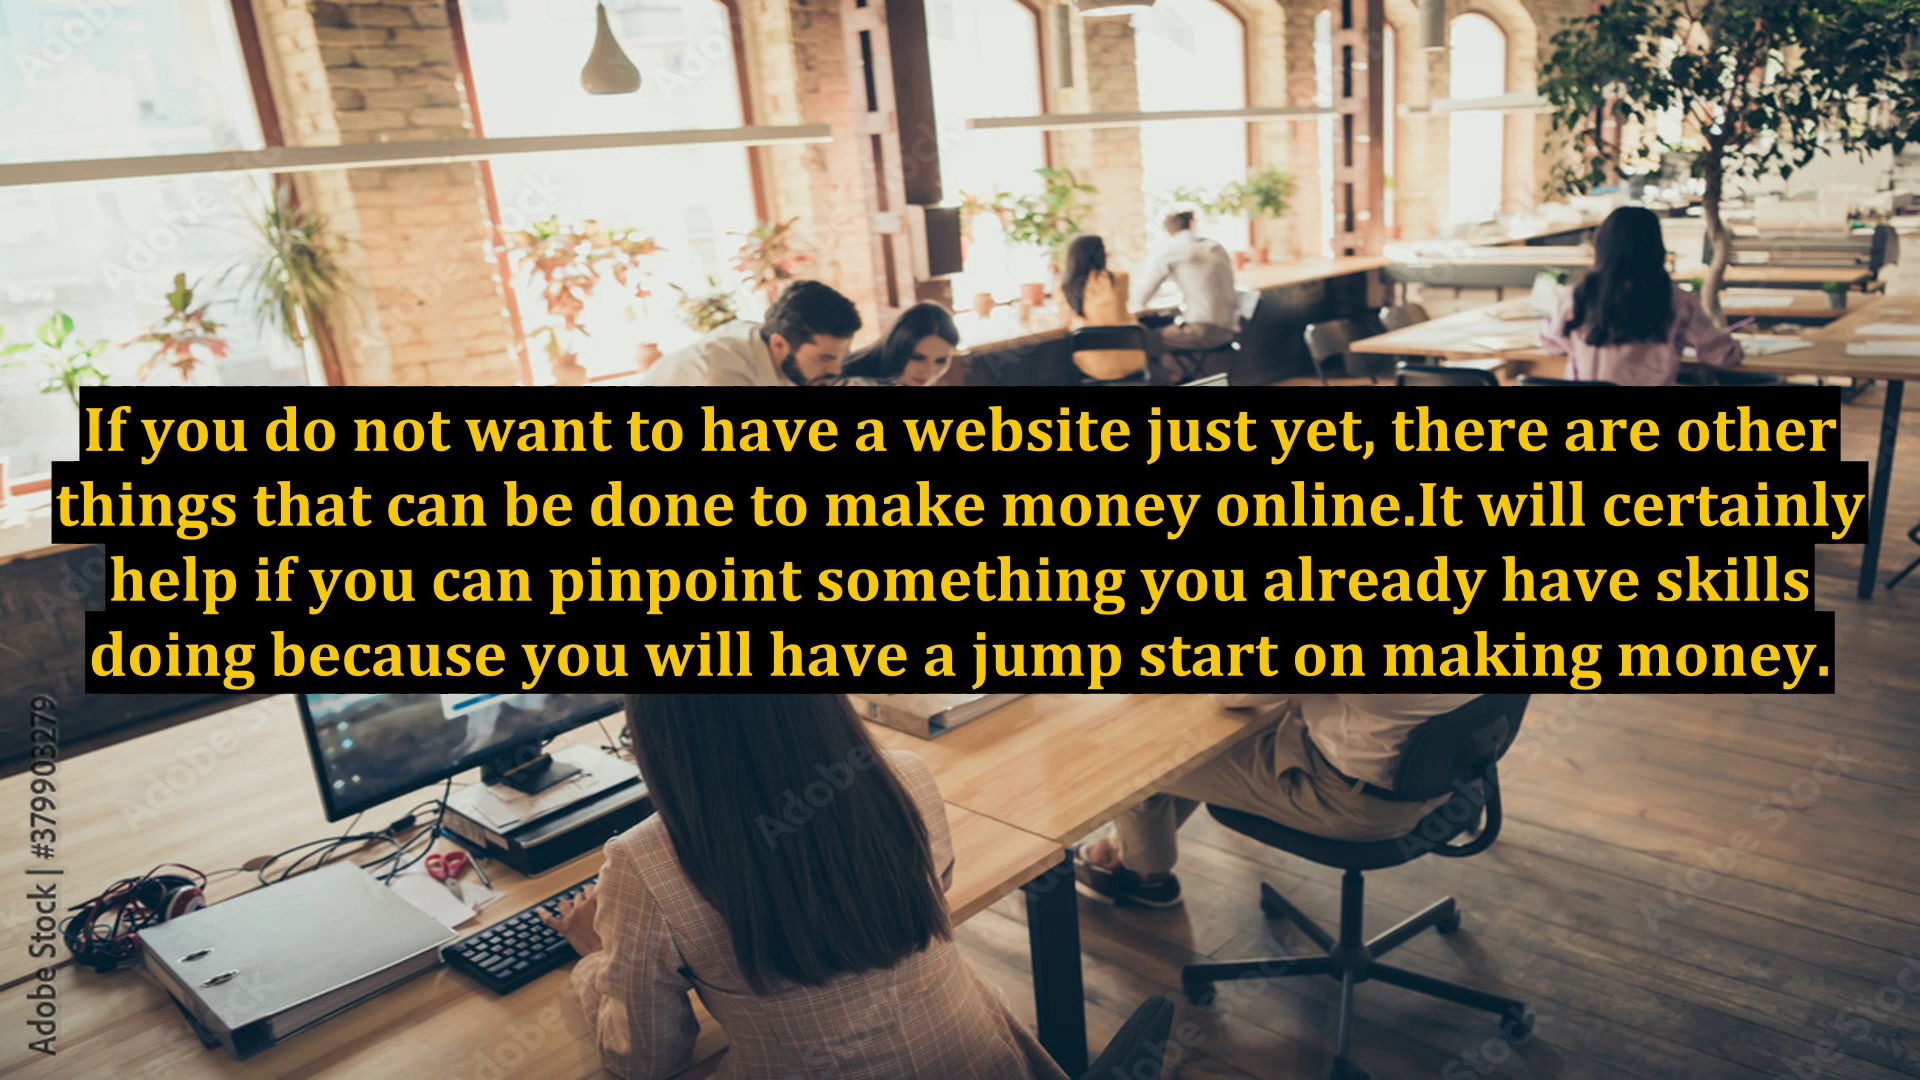 If you do not want to have a website just yet, there are other
things that can be done to make money online.It will certainly
help if you can pinpoint something you already have skills
doing because you will have a jump start on making money.
Adobe Stock | #379903279